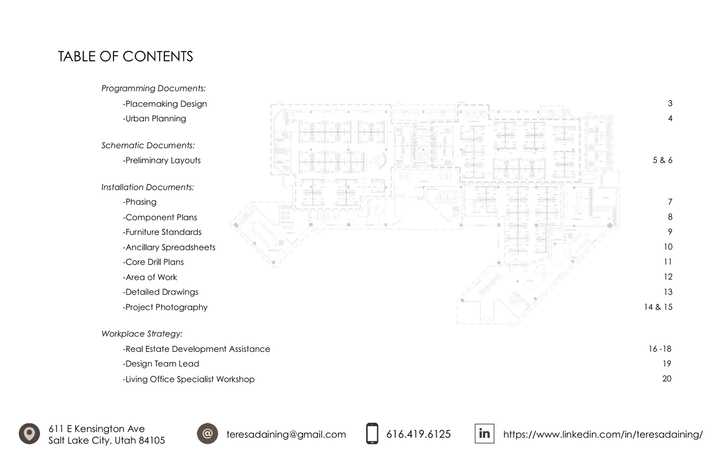 TABLE OF CONTENTS
Programming Documents:
-Placemaking Design 3
-Urban Planning 4
Schematic Documents:
-Preliminary Layouts 5 & 6
Installation Documents:
-Phasing 7
-Component Plans 8
-Furniture Standards 9
-Ancillary Spreadsheets 10
-Core Drill Plans 11
-Area of Work 12
-Detailed Drawings 13
-Project Photography 14 & 15
Workplace Strategy:
-Real Estate Development Assistance 16 -18
-Design Team Lead 19
-Living Office Specialist Workshop 20
611 E Kensington Ave
Salt Lake City, Utah 84105
@ teresadaining@gmail.com
616.419.6125
in https://www.linkedin.com/in/teresadaining/